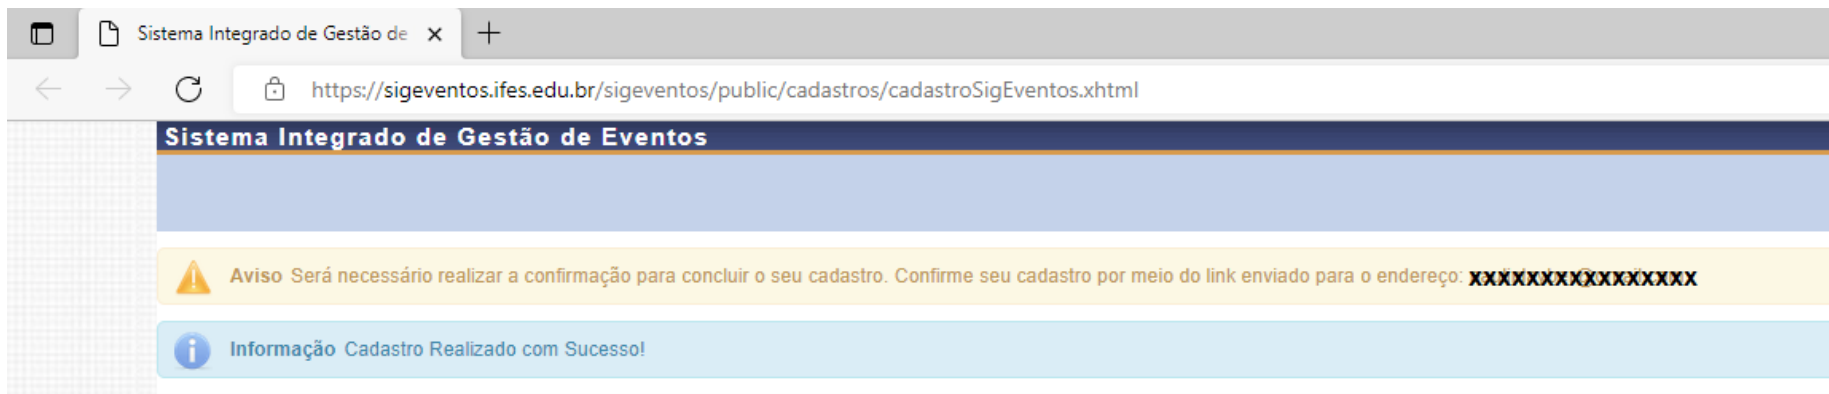 Sistema Integrado de Gestão de
https://sigeventos.ifes.edu.br/sigeventos/public/cadastros/cadastroSigEventos.xhtml
Sistema Integrado de Gestão de Eventos
Aviso Será necessário realizar a confirmação para concluir o seu cadastro. Confirme seu cadastro por meio do link enviado para o endereço: xxxxxxxxxxxxxxxx
Informação Cadastro Realizado com Sucesso!